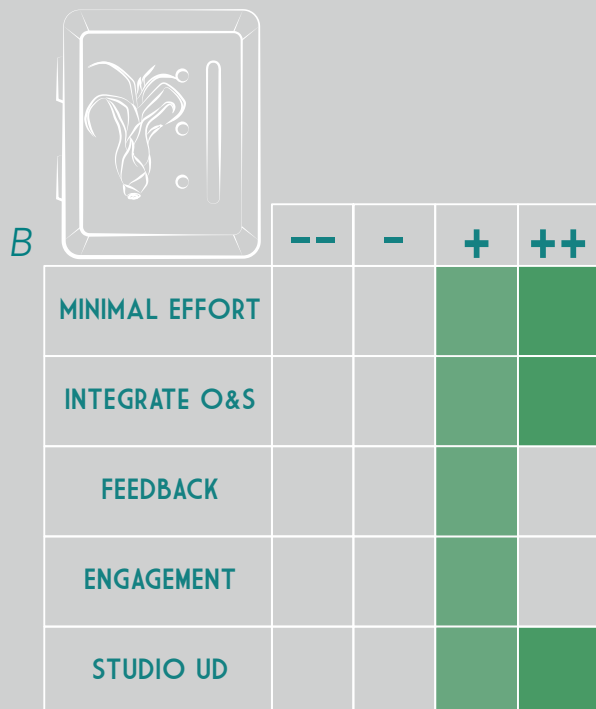 B
-- - + ++
MINIMAL EFFORT
INTEGRATE O&S
FEEDBACK
ENGAGEMENT
STUDIO UD